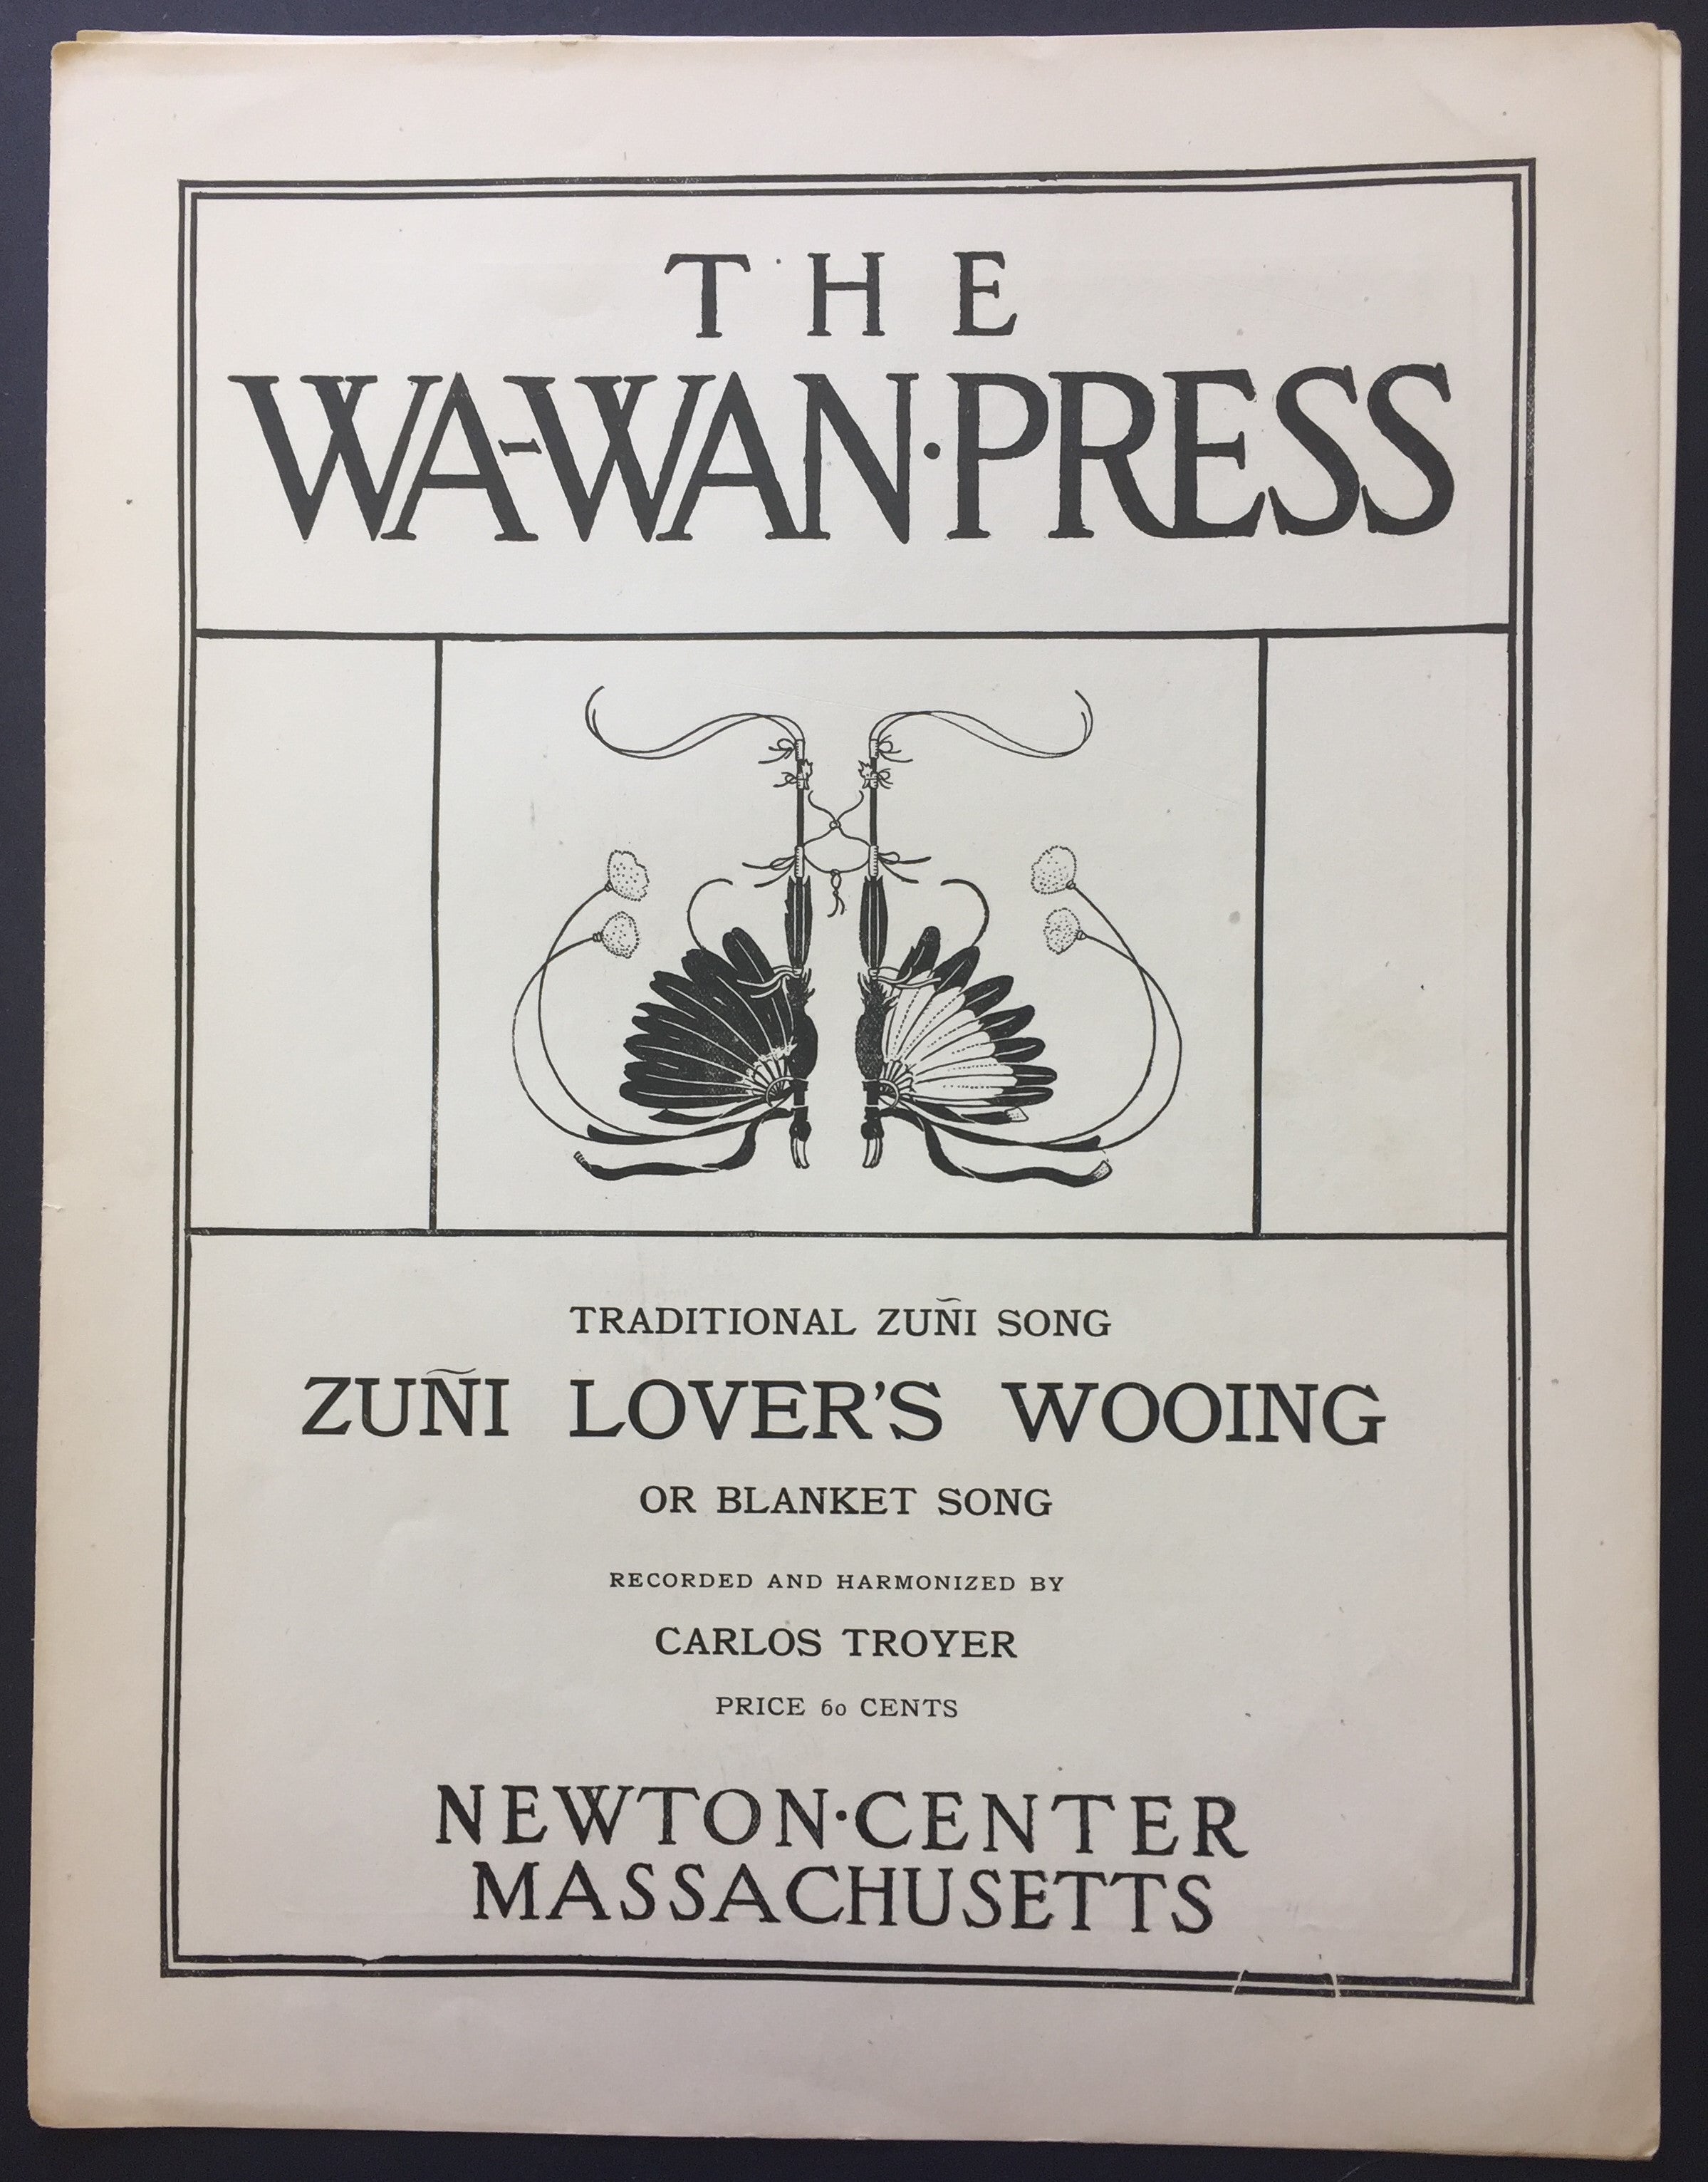 THE
WA-WAN·PRESS
TRADITIONAL ZUÑI SONG
ZUÑI LOVER'S WOOING
OR BLANKET SONG
RECORDED AND HARMONIZED BY
CARLOS TROYER
PRICE 60 CENTS
NEWTON·CENTER
MASSACHUSETTS